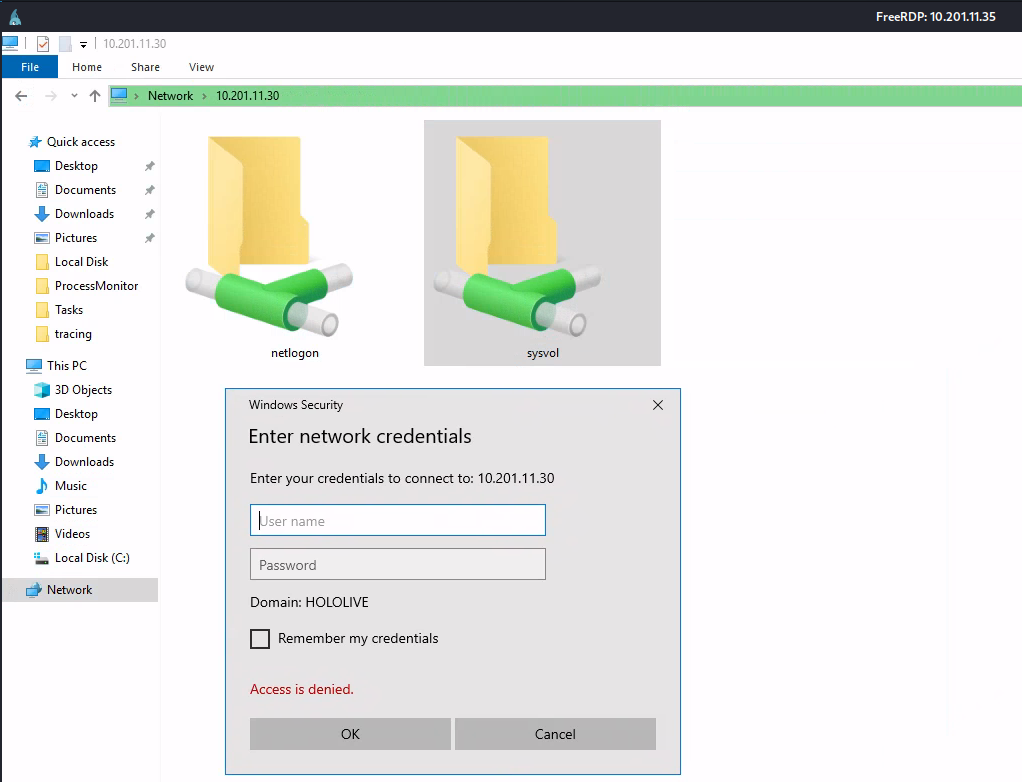 FreeRDP: 10.201.11.35
10.201.11.30
File Home Share View
Network 10.201.11.30
Quick access
Desktop
Documents
Downloads
Pictures
Local Disk
ProcessMonitor
Tasks
tracing
This PC
3D Objects
Desktop
Documents
Downloads
Music
Pictures
Videos
Local Disk (C:)
Network
netlogon
sysvol
Windows Security
Enter network credentials
Enter your credentials to connect to: 10.201.11.30
User name
Password
Domain: HOLOLIVE
Remember my credentials
Access is denied.
OK Cancel